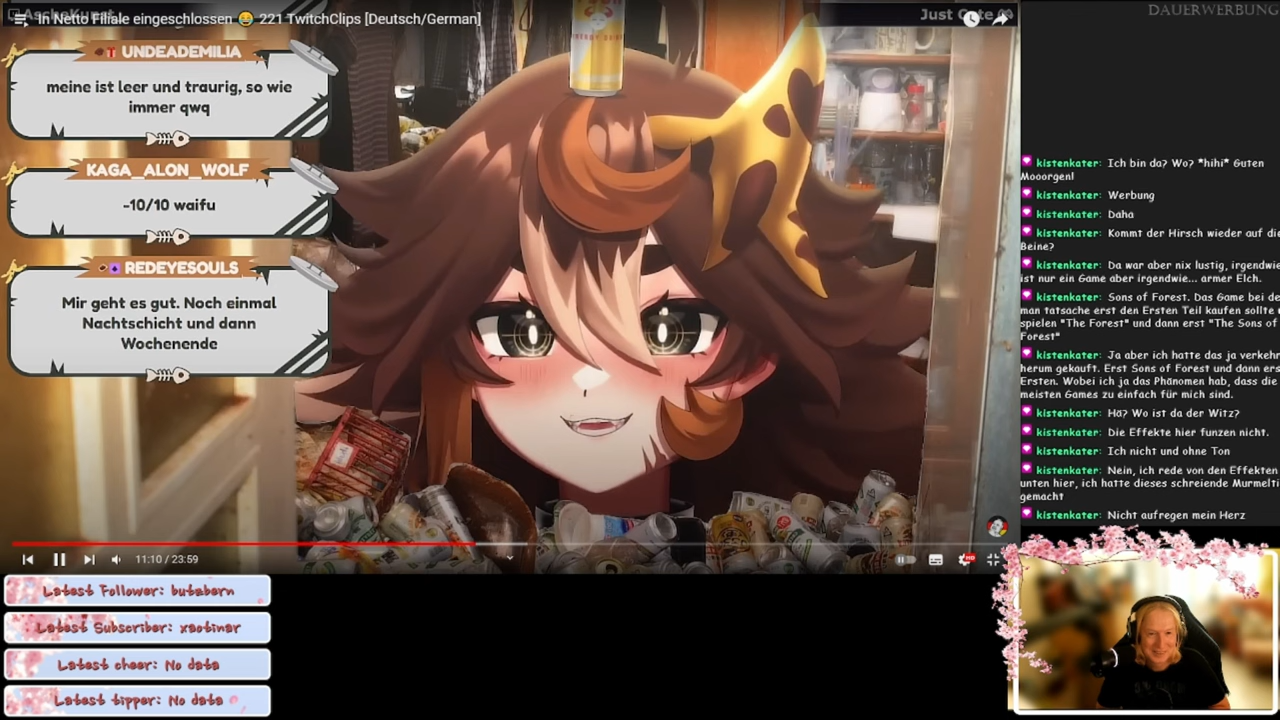 In Netto Filiale eingeschlossen 😄 221 TwitchClips [Deutsch/German]
DAUERWERBUNG
UNDEADEMILIA
meine ist leer und traurig, so wie
immer qwq
KAGA_ALON_WOLF
-10/10 waifu
REDEYESOULS
Mir geht es gut. Noch einmal
Nachtschicht und dann
Wochenende
11:10 / 23:59
HD
Latest Follower: butabern
Latest Subscriber: xaotinar
Latest cheer: No data
Latest tipper: No data
kistenkater: Ich bin da? Wo? *hihi* Guten
Mooorgen!
kistenkater: Werbung
kistenkater: Daha
kistenkater: Kommt der Hirsch wieder auf die
Beine?
kistenkater: Da war aber nix lustig, irgendwie
ist nur ein Game aber irgendwie... armer Elch.
kistenkater: Sons of Forest. Das Game bei de
man tatsache erst den Ersten Teil kaufen sollte
spielen "The Forest" und dann erst "The Sons of
Forest"
kistenkater: Ja aber ich hatte das ja verkeh
herum gekauft. Erst Sons of Forest und dann ers
Ersten. Wobei ich ja das Phänomen hab, dass die
meisten Games zu einfach für mich sind.
kistenkater: Hä? Wo ist da der Witz?
kistenkater: Die Effekte hier funzen nicht.
kistenkater: Ich nicht und ohne Ton
kistenkater: Nein, ich rede von den Effekten
unten hier, ich hatte dieses schreiende Murmelti
gemacht
kistenkater: Nicht aufregen mein Herz